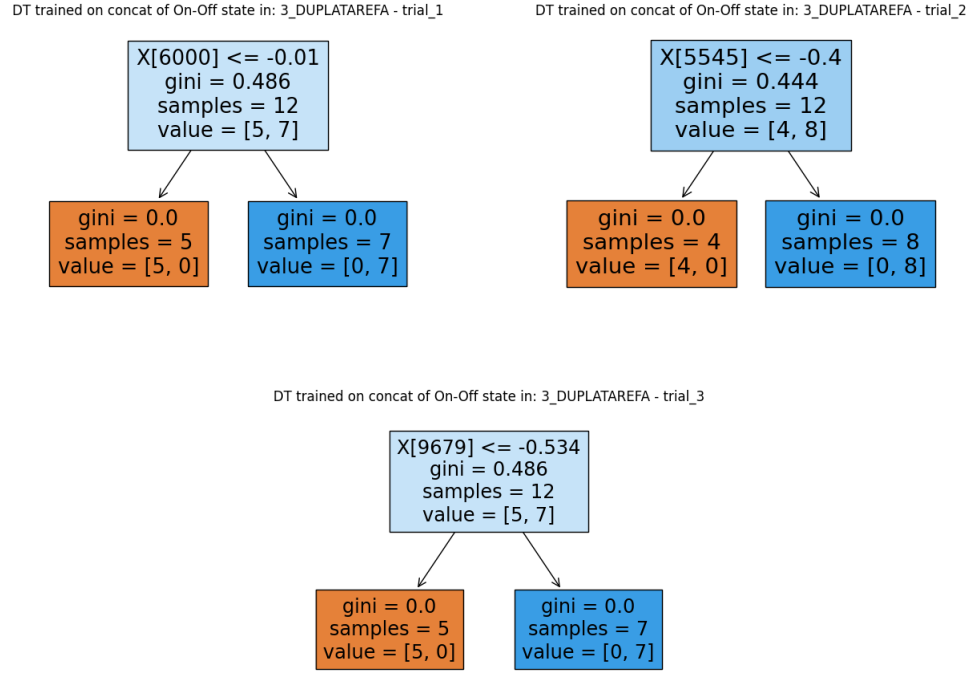 DT trained on concat of On-Off state in: 3_DUPLATAREFA - trial_1
X[6000] <= -0.01
gini = 0.486
samples = 12
value = [5, 7]
gini = 0.0
samples = 5
value = [5, 0]
gini = 0.0
samples = 7
value = [0, 7]
DT trained on concat of On-Off state in: 3_DUPLATAREFA - trial_2
X[5545] <= -0.4
gini = 0.444
samples = 12
value = [4, 8]
gini = 0.0
samples = 4
value = [4, 0]
gini = 0.0
samples = 8
value = [0, 8]
DT trained on concat of On-Off state in: 3_DUPLATAREFA - trial_3
X[9679] <= -0.534
gini = 0.486
samples = 12
value = [5, 7]
gini = 0.0
samples = 5
value = [5, 0]
gini = 0.0
samples = 7
value = [0, 7]